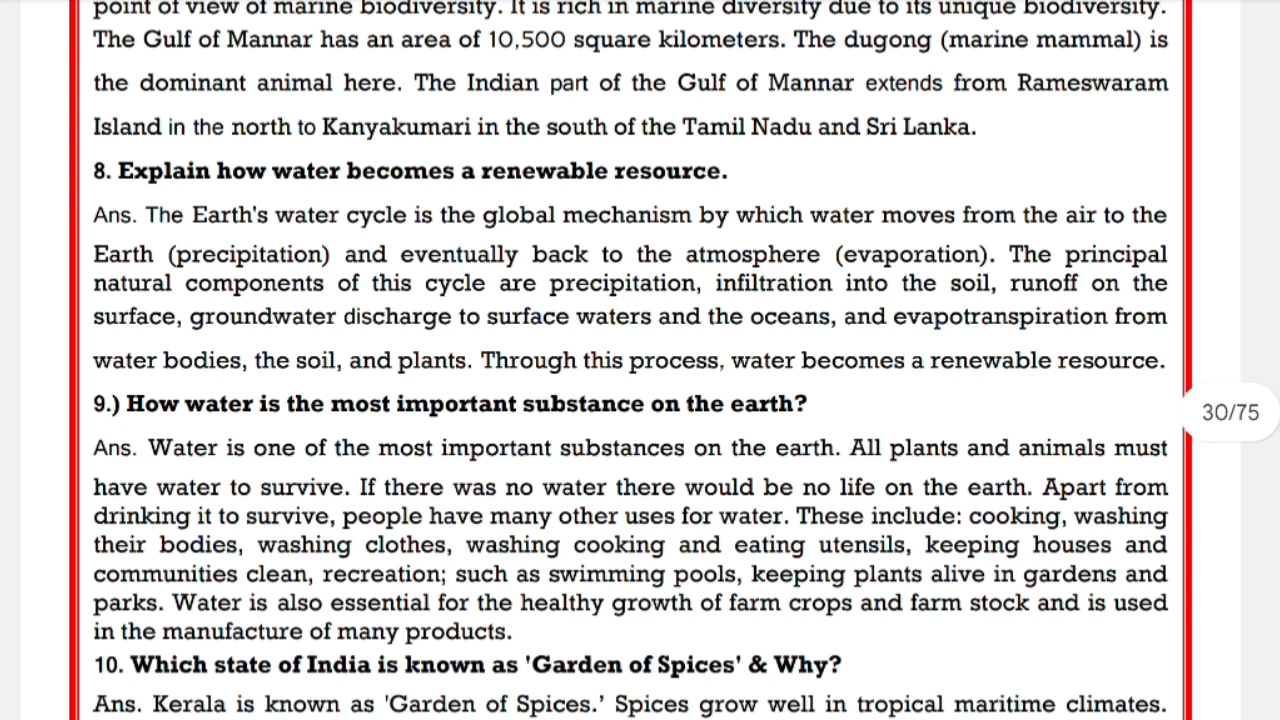 point of view of marine biodiversity. It is rich in marine diversity due to its unique biodiversity.
The Gulf of Mannar has an area of 10,500 square kilometers. The dugong (marine mammal) is
the dominant animal here. The Indian part of the Gulf of Mannar extends from Rameswaram
Island in the north to Kanyakumari in the south of the Tamil Nadu and Sri Lanka.
8. Explain how water becomes a renewable resource.
Ans. The Earth's water cycle is the global mechanism by which water moves from the air to the
Earth (precipitation) and eventually back to the atmosphere (evaporation). The principal
natural components of this cycle are precipitation, infiltration into the soil, runoff on the
surface, groundwater discharge to surface waters and the oceans, and evapotranspiration from
water bodies, the soil, and plants. Through this process, water becomes a renewable resource.
9.) How water is the most important substance on the earth?
Ans. Water is one of the most important substances on the earth. All plants and animals must
have water to survive. If there was no water there would be no life on the earth. Apart from
drinking it to survive, people have many other uses for water. These include: cooking, washing
their bodies, washing clothes, washing cooking and eating utensils, keeping houses and
communities clean, recreation; such as swimming pools, keeping plants alive in gardens and
parks. Water is also essential for the healthy growth of farm crops and farm stock and is used
in the manufacture of many products.
10. Which state of India is known as 'Garden of Spices' & Why?
Ans. Kerala is known as 'Garden of Spices.’ Spices grow well in tropical maritime climates.
30/75